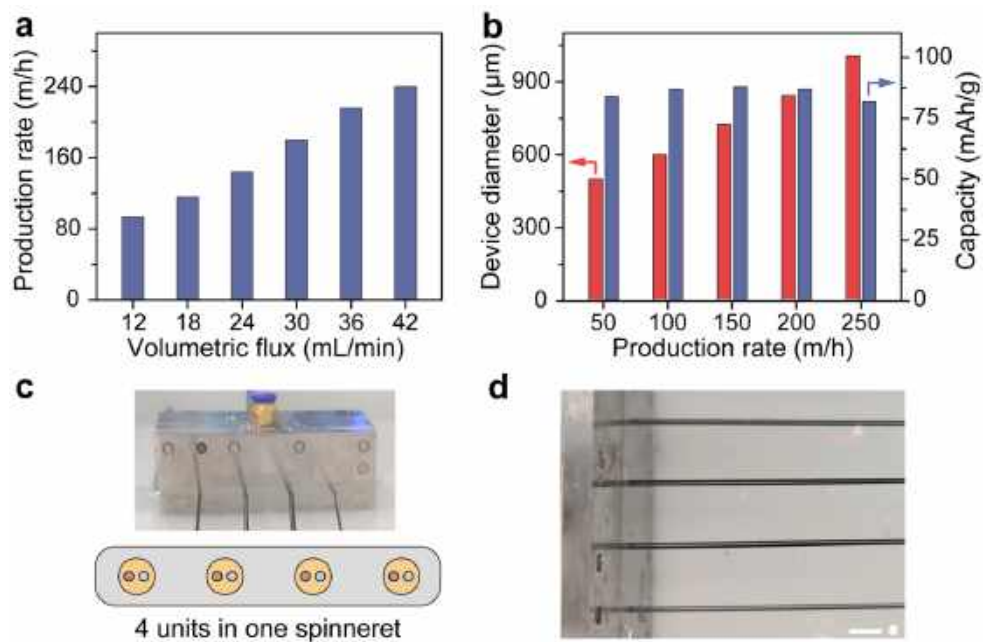 a
Production rate (m/h)
240
160
80
0
12 18 24 30 36 42
Volumetric flux (mL/min)
b
Device diameter (μm)
900
600
300
0
100
75
50
25
0
Capacity (mAh/g)
50 100 150 200 250
Production rate (m/h)
c
4 units in one spinneret
d